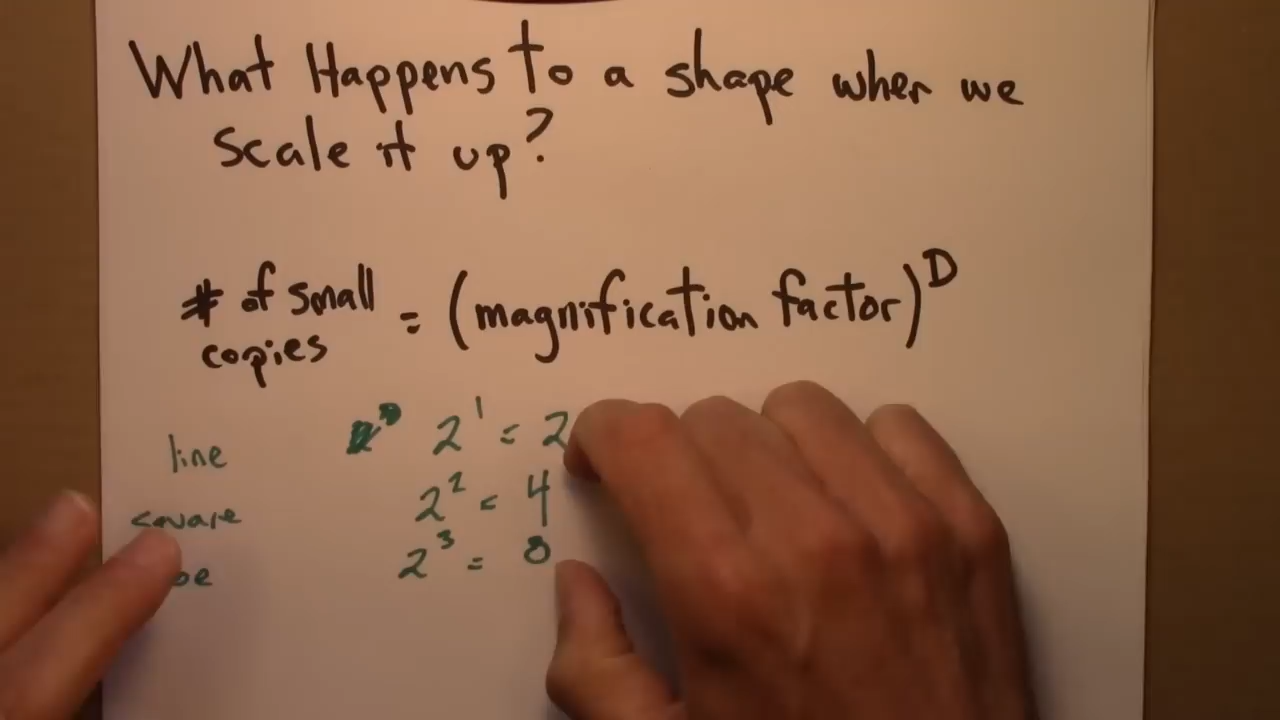 What Happens to a shape when we
scale it up?
# of small
copies = (magnification factor)^D
line 2^1 = 2
square 2^2 = 4
2^3 = 8